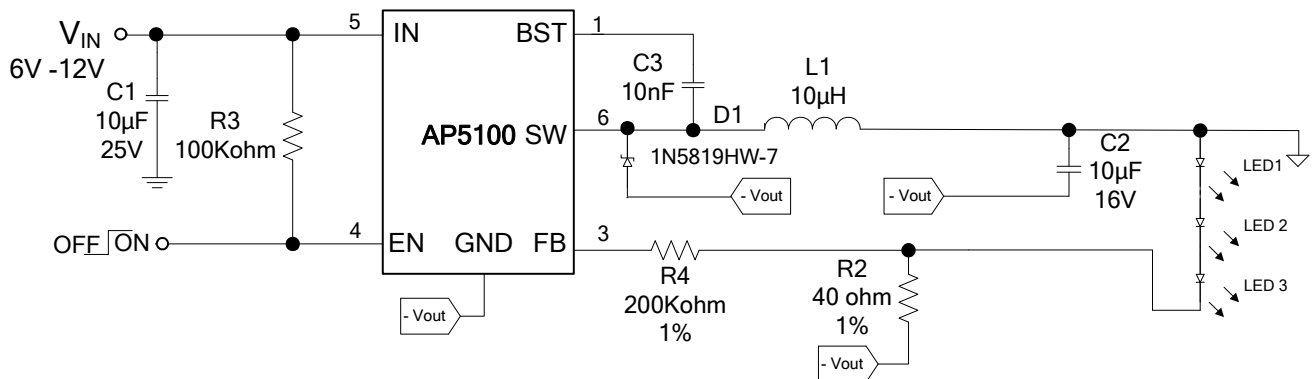 VIN
6V -12V
C1
10µF
25V
R3
100Kohm
OFF ON
5
4
IN
BST
AP5100 SW
EN GND FB
1
6
3
C3
10nF
D1
1N5819HW-7
L1
10µH
- Vout
- Vout
C2
10µF
16V
LED1
LED 2
LED 3
R4
200Kohm
1%
R2
40 ohm
1%
- Vout
- Vout